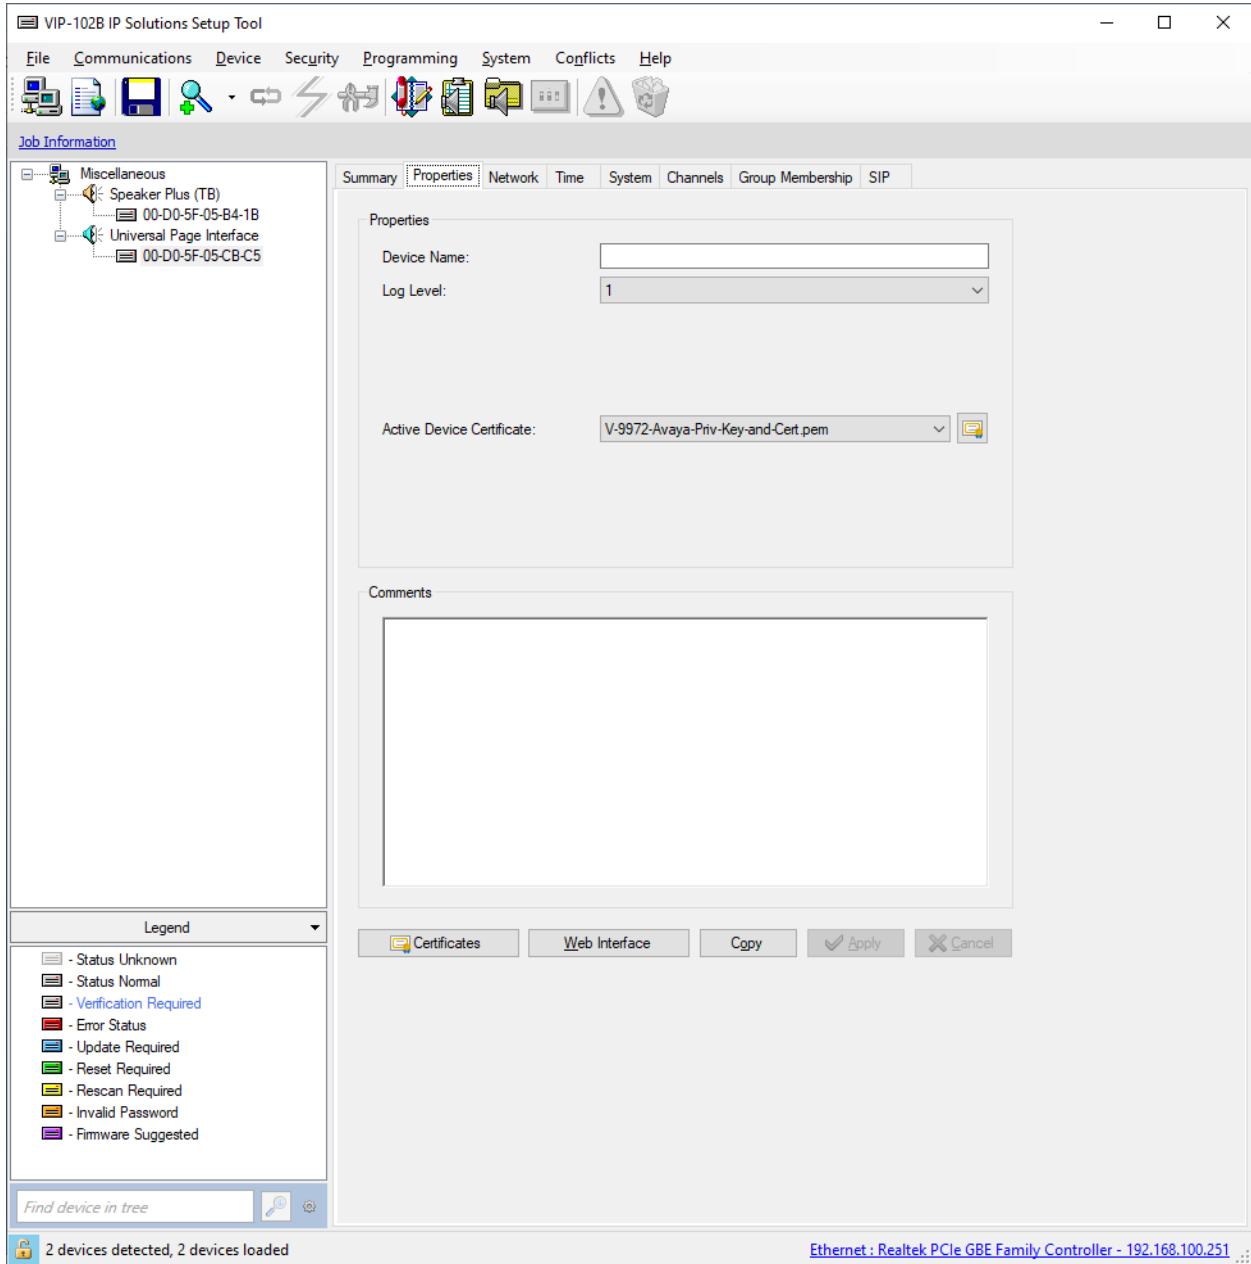 VIP-102B IP Solutions Setup Tool
File Communications Device Security Programming System Conflicts Help
Job Information
Miscellaneous
Speaker Plus (TB)
00-D0-5F-05-B4-1B
Universal Page Interface
00-D0-5F-05-CB-C5
Summary Properties Network Time System Channels Group Membership SIP
Properties
Device Name:
Log Level: 1
Active Device Certificate: V-9972-Avaya-Priv-Key-and-Cert.pem
Comments
Certificates Web Interface Copy Apply Cancel
Legend
- Status Unknown
- Status Normal
- Verification Required
- Error Status
- Update Required
- Reset Required
- Rescan Required
- Invalid Password
- Firmware Suggested
Find device in tree
2 devices detected, 2 devices loaded
Ethernet : Realtek PCIe GBE Family Controller - 192.168.100.251